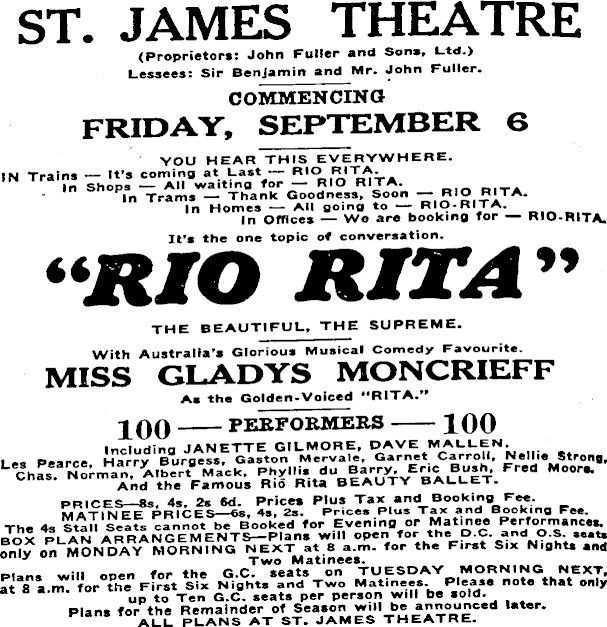 ST. JAMES THEATRE
(Proprietors: John Fuller and Sons, Ltd.)
Lessees: Sir Benjamin and Mr. John Fuller.
COMMENCING
FRIDAY, SEPTEMBER 6
YOU HEAR THIS EVERYWHERE.
IN Trains — It's coming at Last — RIO RITA.
In Shops — All waiting for — RIO RITA.
In Trams — Thank Goodness, Soon — RIO RITA.
In Homes — All going to — RIO-RITA.
In Offices — We are booking for — RIO-RITA.
It's the one topic of conversation.
"RIO RITA"
THE BEAUTIFUL, THE SUPREME.
With Australia's Glorious Musical Comedy Favourite.
MISS GLADYS MONCRIEFF
As the Golden-Voiced "RITA."
100 — PERFORMERS — 100
Including JANETTE GILMORE, DAVE MALLEN,
Les Pearce, Harry Burgess, Gaston Mervale, Garnet Carroll, Nellie Strong,
Chas. Norman, Albert Mack, Phyllis du Barry, Eric Bush, Fred Moore.
And the Famous Rio Rita BEAUTY BALLET.
PRICES—8s, 4s, 2s 6d. Prices Plus Tax and Booking Fee.
MATINEE PRICES—6s, 4s, 2s. Prices Plus Tax and Booking Fee.
The 4s Stall Seats cannot be Booked for Evening or Matinee Performances.
BOX PLAN ARRANGEMENTS—Plans will open for the D.C. and O.S. seats
only on MONDAY MORNING NEXT at 8 a.m. for the First Six Nights and
Two Matinees.
Plans will open for the G.C. seats on TUESDAY MORNING NEXT,
at 8 a.m. for the First Six Nights and Two Matinees. Please note that only
up to Ten G.C. seats per person will be sold.
Plans for the Remainder of Season will be announced later.
ALL PLANS AT ST. JAMES THEATRE.